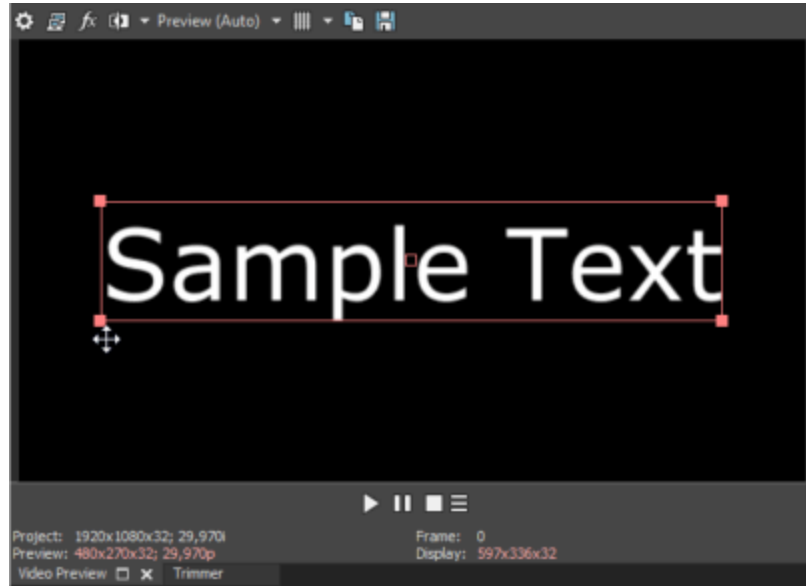 fx Preview (Auto)
Sample Text
Project: 1920x1080x32; 29,970i Frame: 0
Preview: 480x270x32; 29,970p Display: 597x336x32
Video Preview Trimmer